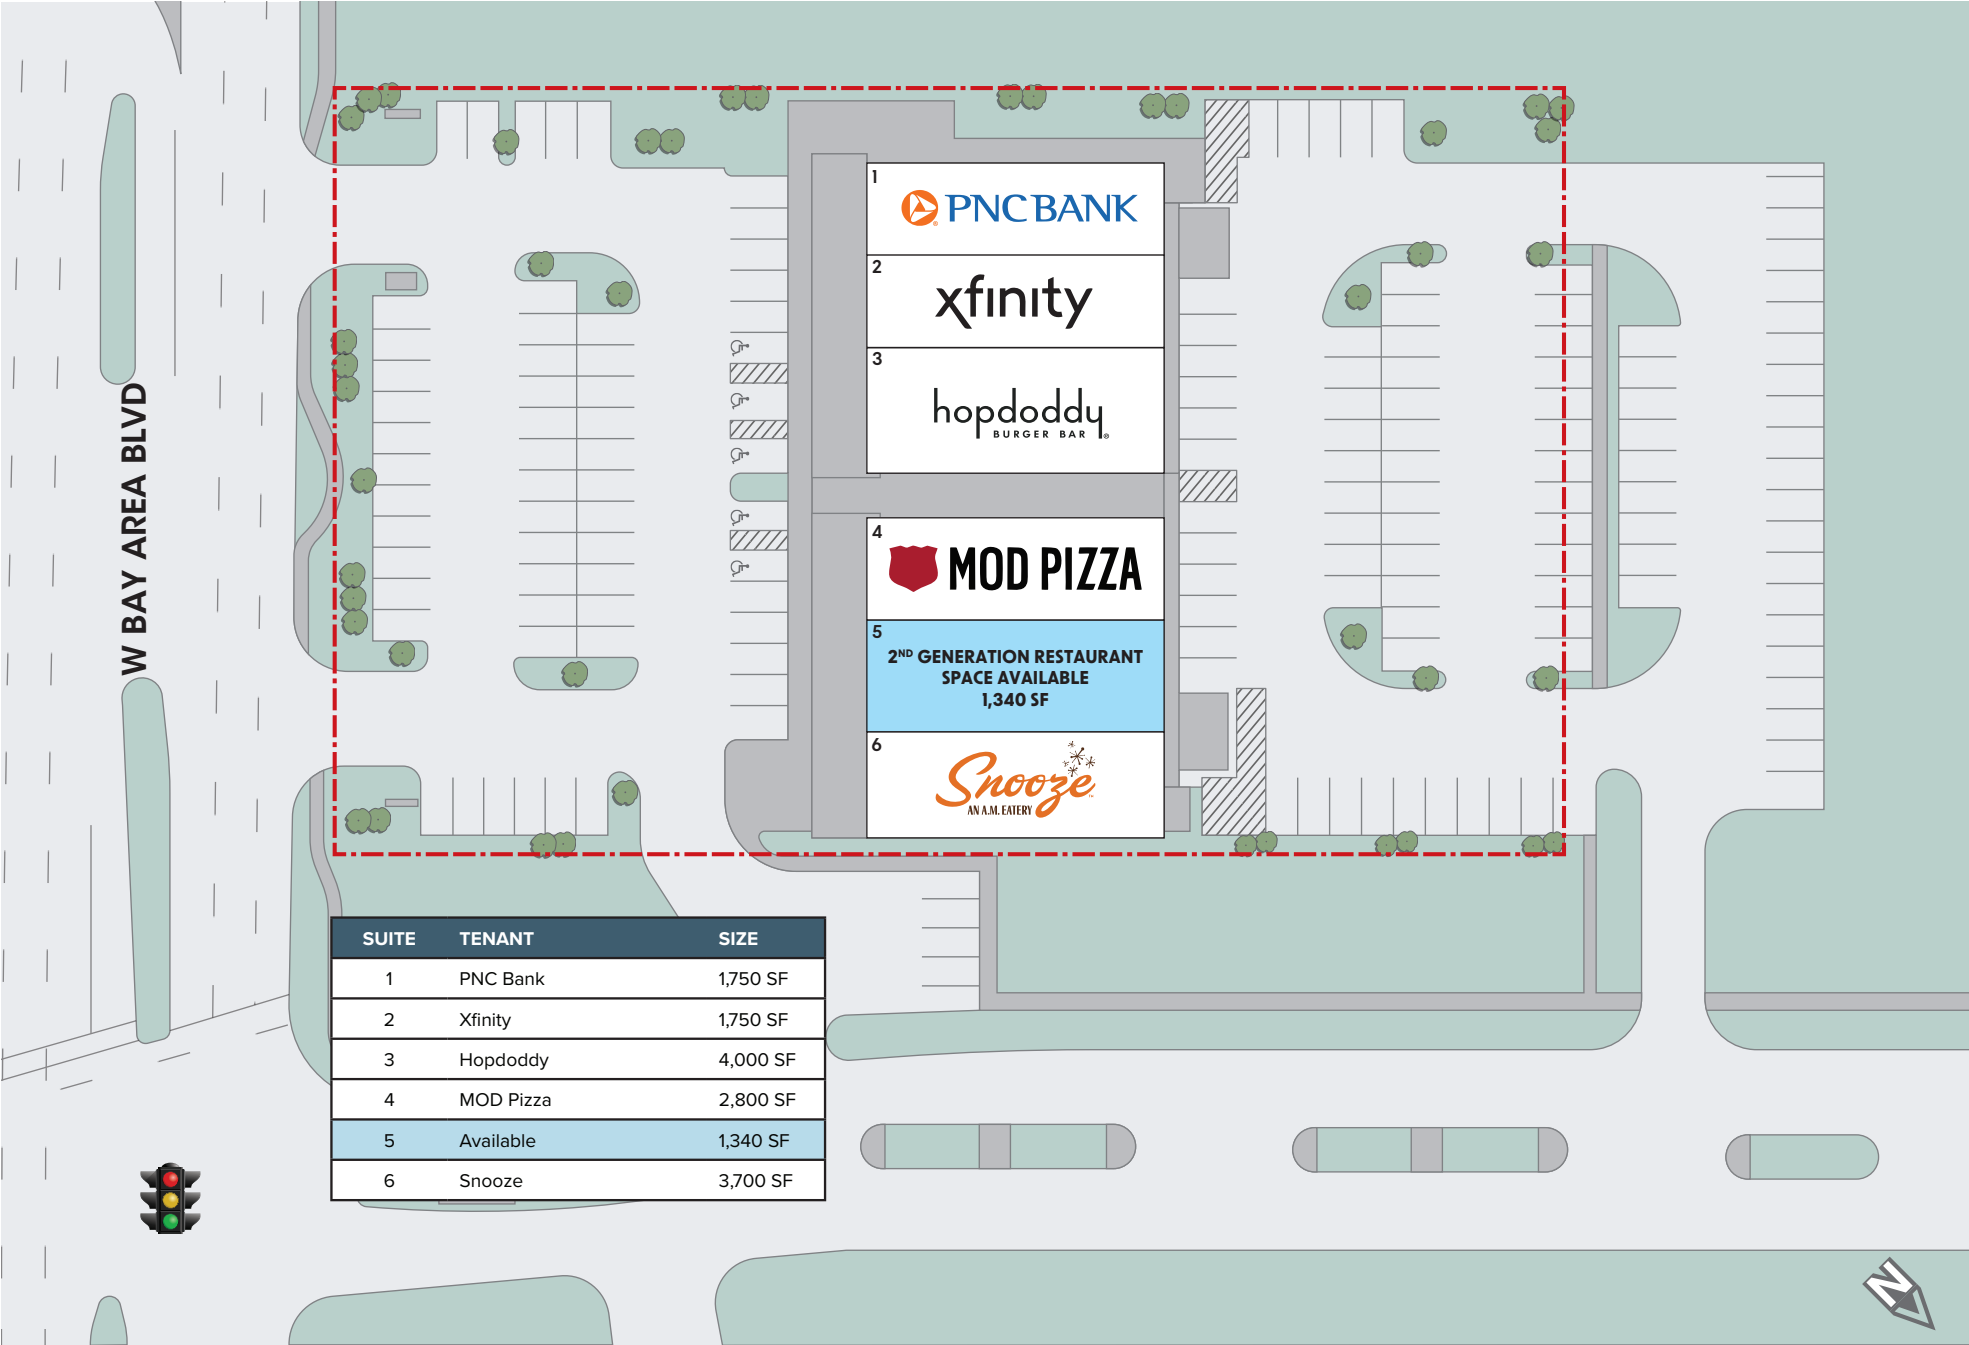 1
PNC BANK
2
xfinity
3
hopdoddy
BURGER BAR
4
MOD PIZZA
5
2ND GENERATION RESTAURANT
SPACE AVAILABLE
1,340 SF
6
Snooze
AN A.M. EATERY
W BAY AREA BLVD
SUITE TENANT SIZE
1 PNC Bank 1,750 SF
2 Xfinity 1,750 SF
3 Hopdoddy 4,000 SF
4 MOD Pizza 2,800 SF
5 Available 1,340 SF
6 Snooze 3,700 SF
N